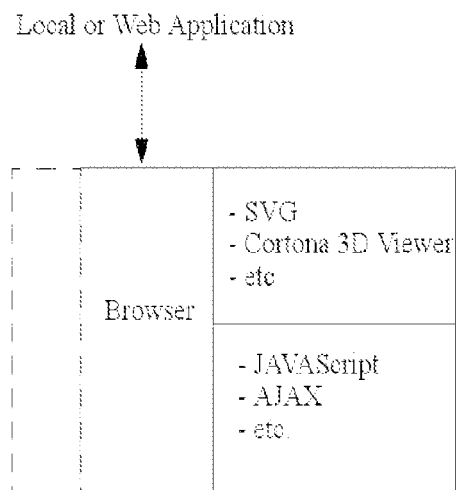 Local or Web Application
- SVG
- Cortona 3D Viewer
- etc
Browser
- JAVAScript
- AJAX
- etc.